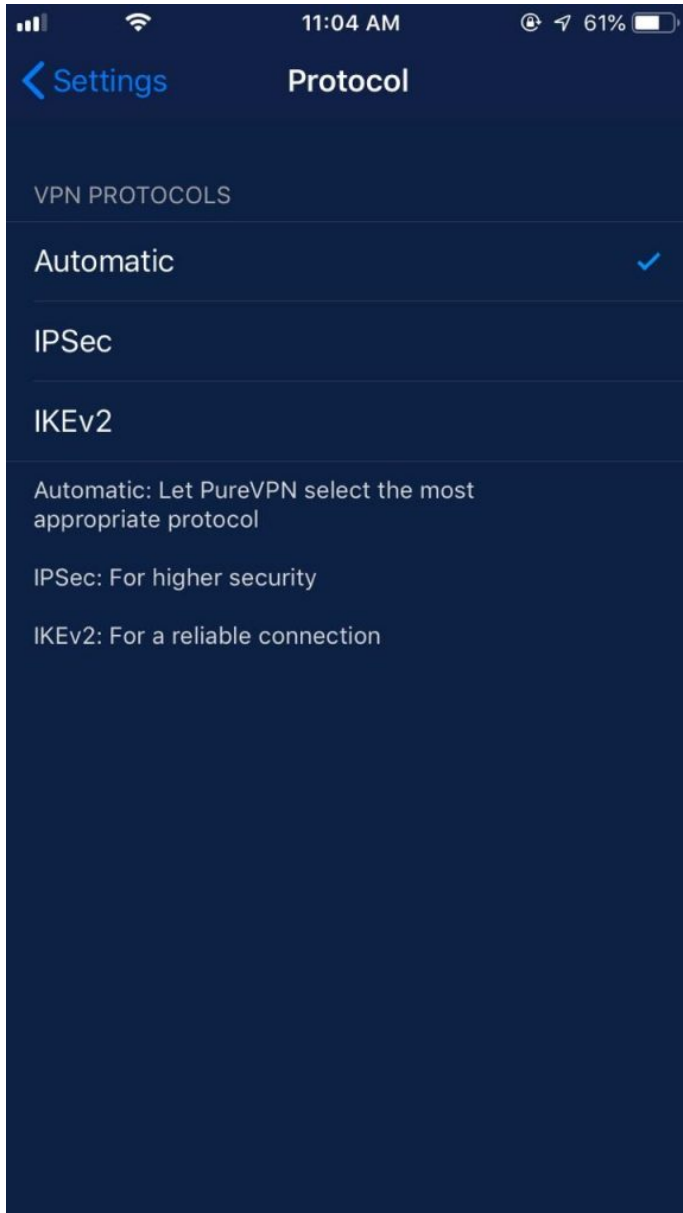 11:04 AM 61%
Settings Protocol
VPN PROTOCOLS
Automatic
IPSec
IKEv2
Automatic: Let PureVPN select the most
appropriate protocol
IPSec: For higher security
IKEv2: For a reliable connection